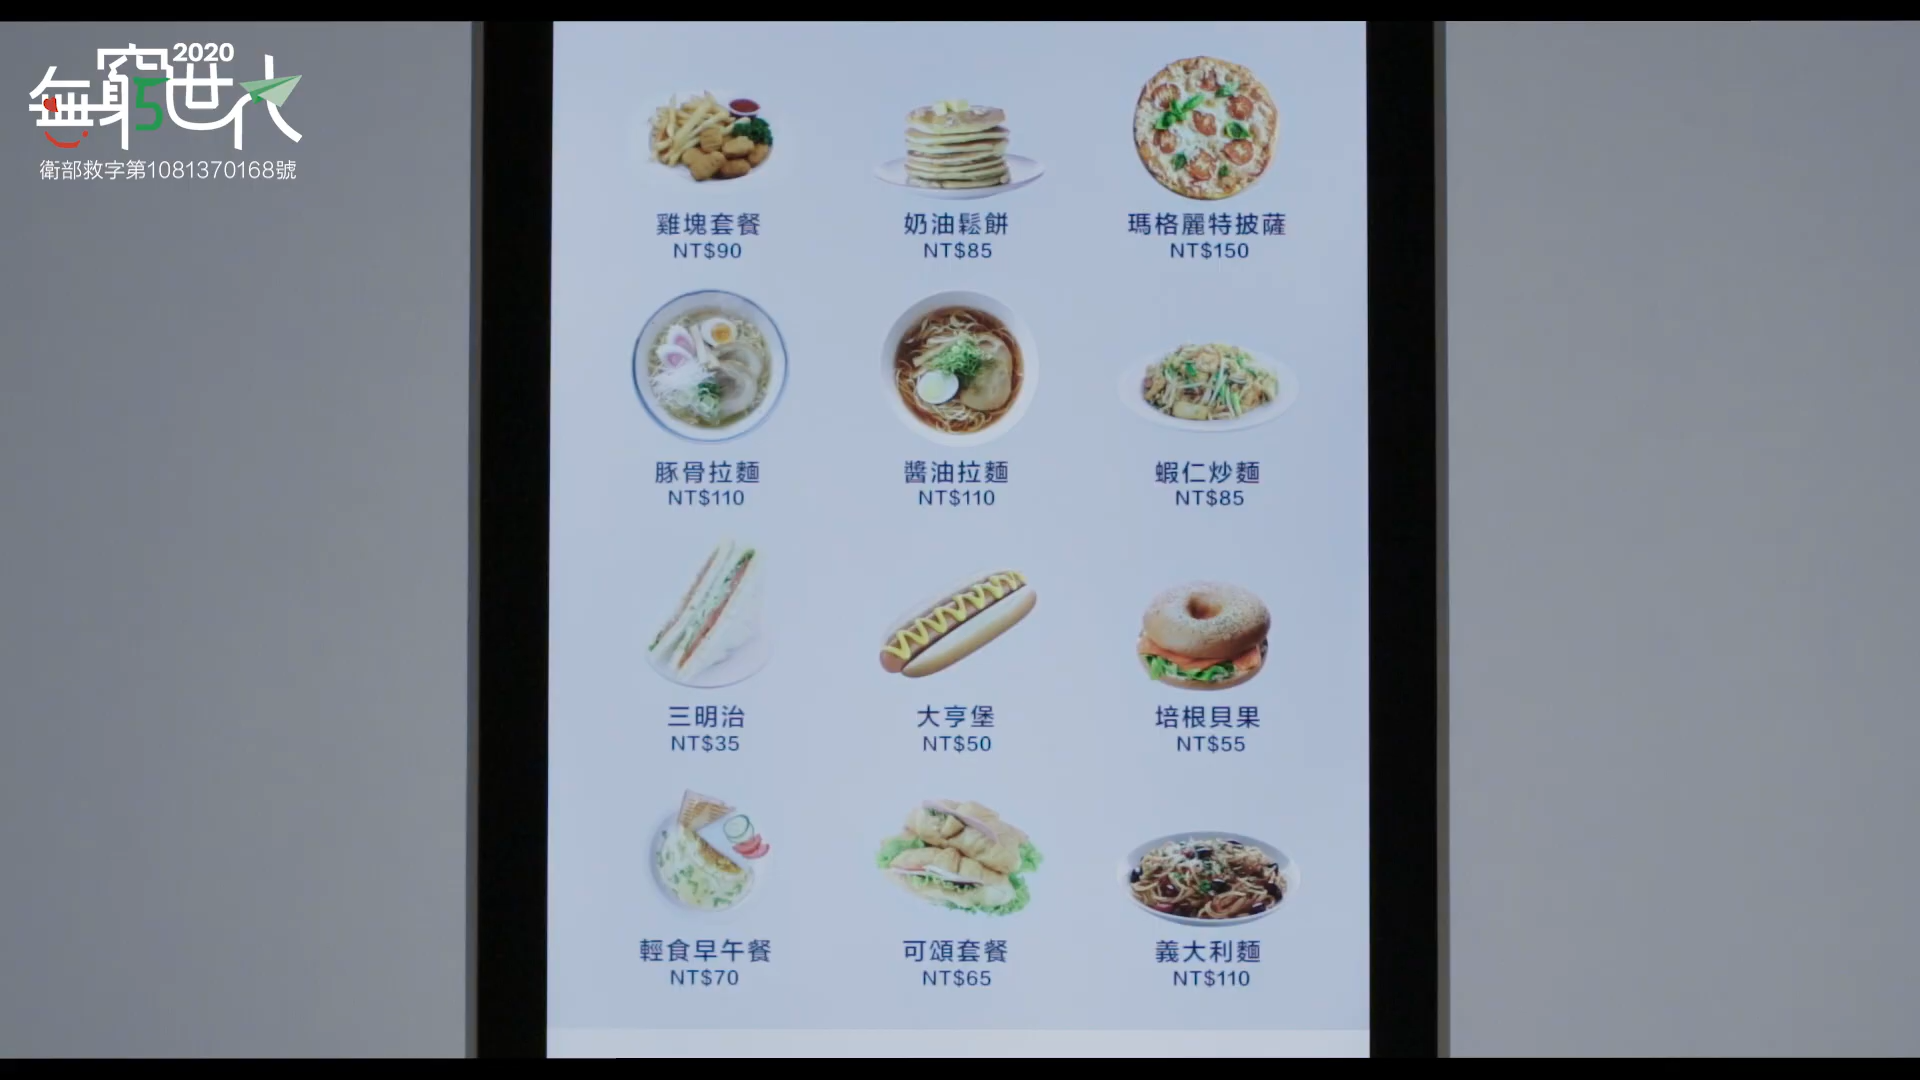 2020
無窮世代
衛部救字第1081370168號
雞塊套餐 奶油鬆餅 瑪格麗特披薩
NT$90 NT$85 NT$150
豚骨拉麵 醬油拉麵 蝦仁炒麵
NT$110 NT$110 NT$85
三明治 大亨堡 培根貝果
NT$35 NT$50 NT$55
輕食早午餐 可頌套餐 義大利麵
NT$70 NT$65 NT$110